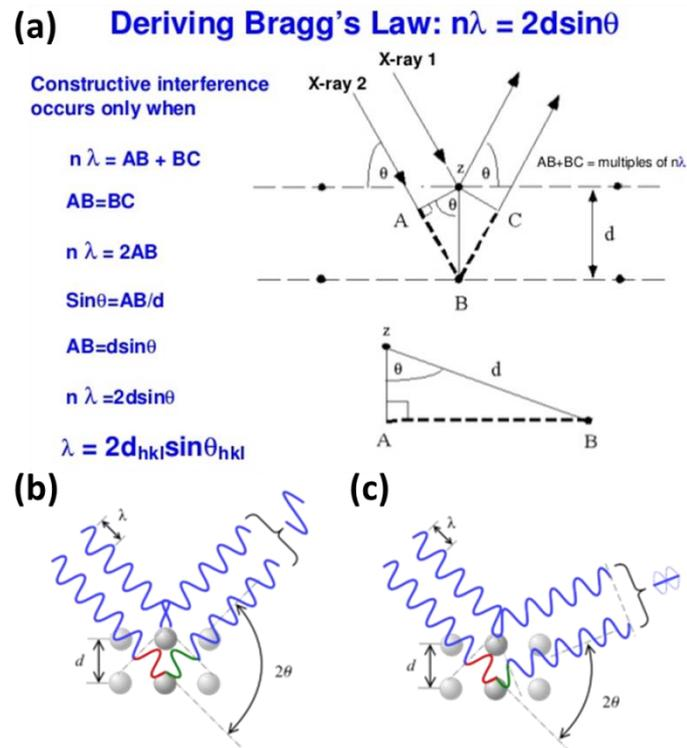 (a)
Deriving Bragg's Law: nλ = 2dsinθ
Constructive interference
occurs only when
n λ = AB + BC
AB=BC
n λ = 2AB
Sinθ=AB/d
AB=dsinθ
n λ =2dsinθ
λ = 2dhklsinθhkl
X-ray 1
X-ray 2
AB+BC = multiples of nλ
θ
z
θ
θ
A
C
d
B
z
θ
d
A
B
(b)
λ
d
2θ
(c)
λ
d
2θ